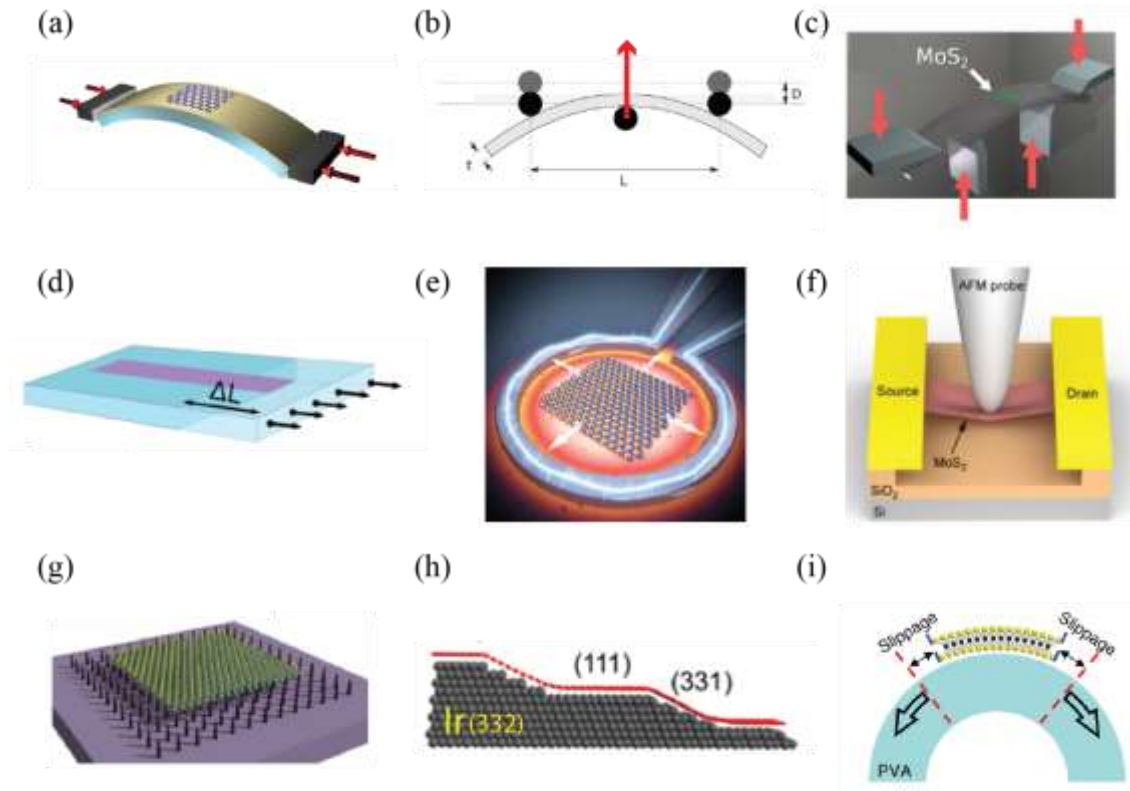 (a)
(b)
(c)
D
t
L
MoS₂
(d)
(e)
(f)
ΔL
AFM probe
Source
Drain
MoS₂
SiO₂
Si
(g)
(h)
(i)
(111)
(331)
Ir(332)
Slippage
Slippage
PVA